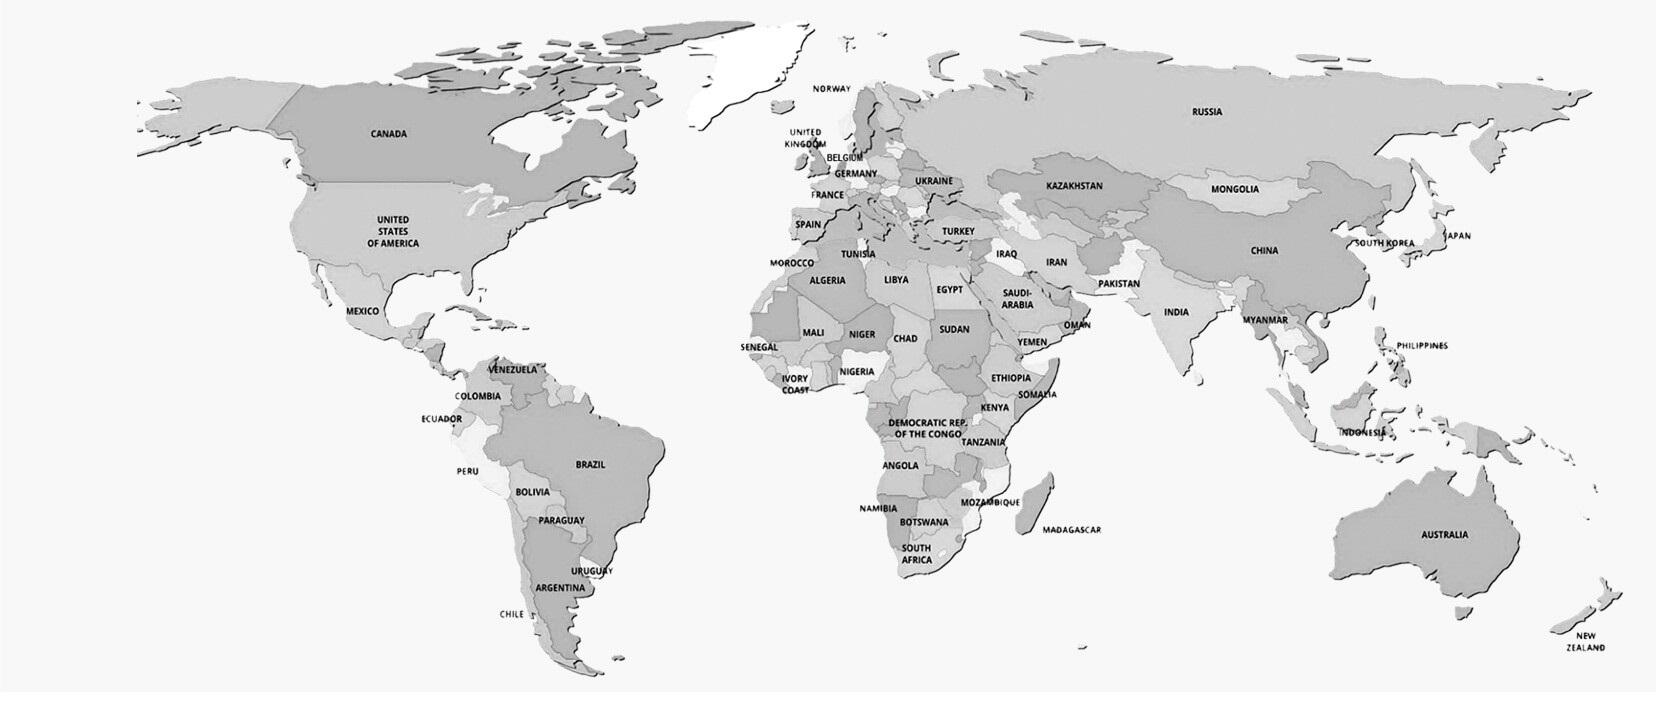 NORWAY
CANADA
RUSSIA
UNITED
KINGDOM
BELGIUM
GERMANY
UKRAINE
KAZAKHSTAN
MONGOLIA
FRANCE
UNITED
STATES
OF AMERICA
SPAIN
TURKEY
JAPAN
SOUTH KOREA
CHINA
TUNISIA
IRAQ
IRAN
MOROCCO
ALGERIA
LIBYA
EGYPT
PAKISTAN
SAUDI-
ARABIA
MEXICO
INDIA
MYANMAR
OMAN
MALI
NIGER
CHAD
SUDAN
YEMEN
SENEGAL
PHILIPPINES
VENEZUELA
NIGERIA
IVORY
COAST
ETHIOPIA
SOMALIA
COLOMBIA
KENYA
ECUADOR
DEMOCRATIC REP.
OF THE CONGO
INDONESIA
TANZANIA
BRAZIL
PERU
ANGOLA
BOLIVIA
MOZAMBIQUE
NAMIBIA
PARAGUAY
BOTSWANA
MADAGASCAR
AUSTRALIA
SOUTH
AFRICA
URUGUAY
ARGENTINA
CHILE
NEW
ZEALAND